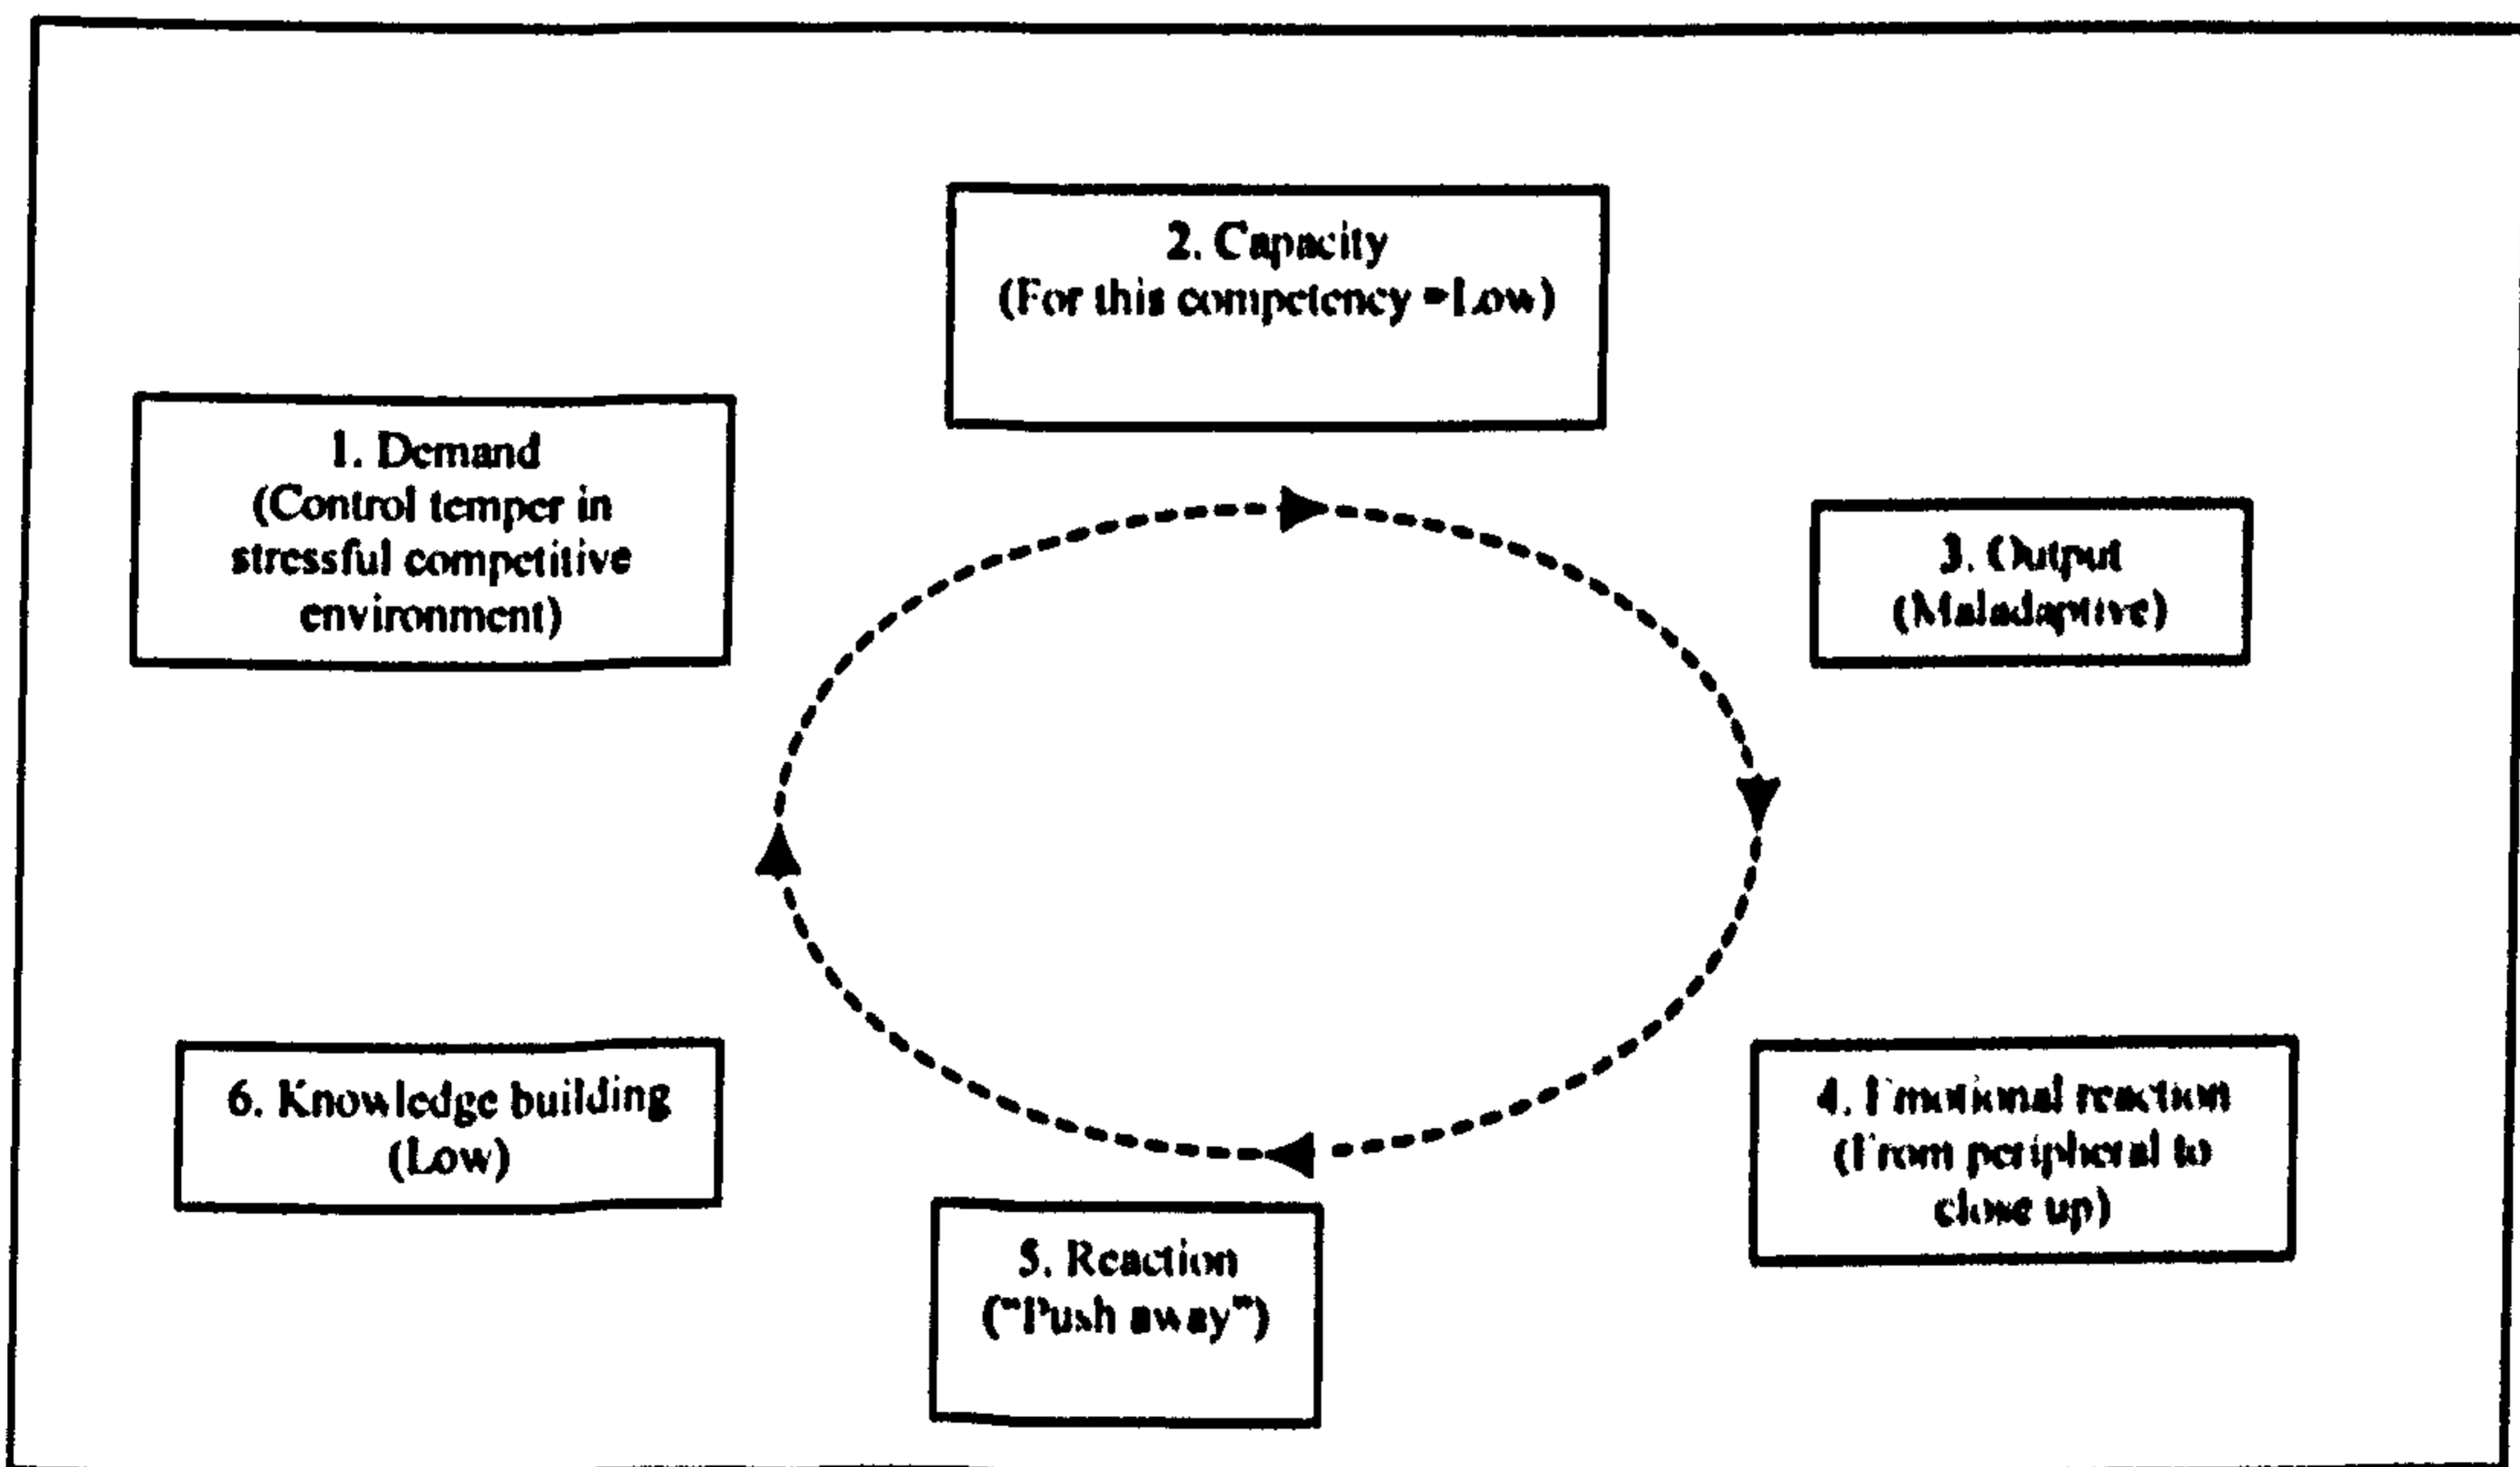 1. Demand
(Control temper in
stressful competitive
environment)
2. Capacity
(For this competency =Low)
3. Output
(Maladaptive)
4. Emotional reaction
(From peripheral to
close up)
5. Reaction
("Push away")
6. Knowledge building
(Low)